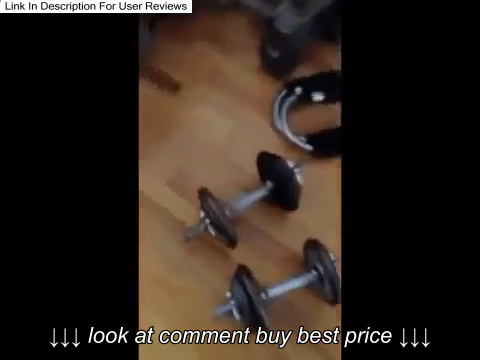 Link In Description For User Reviews
↓↓↓ look at comment buy best price ↓↓↓